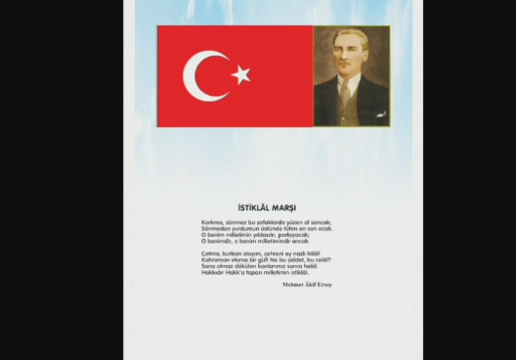 İSTİKLÂL MARŞI
Korkma, sönmez bu şafaklarda yüzen al sancak;
Sönmeden yurdumun üstünde tüten en son ocak.
O benim milletimin yıldızıdır, parlayacak;
O benimdir, o benim milletimindir ancak.
Çatma, kurban olayım, çehreni ey nazlı hilâl!
Kahraman ırkıma bir gül! Ne bu şiddet, bu celâl?
Sana olmaz dökülen kanlarımız sonra helâl
Hakkıdır Hakk'a tapan milletimin istiklâl.
Mehmet Âkif Ersoy